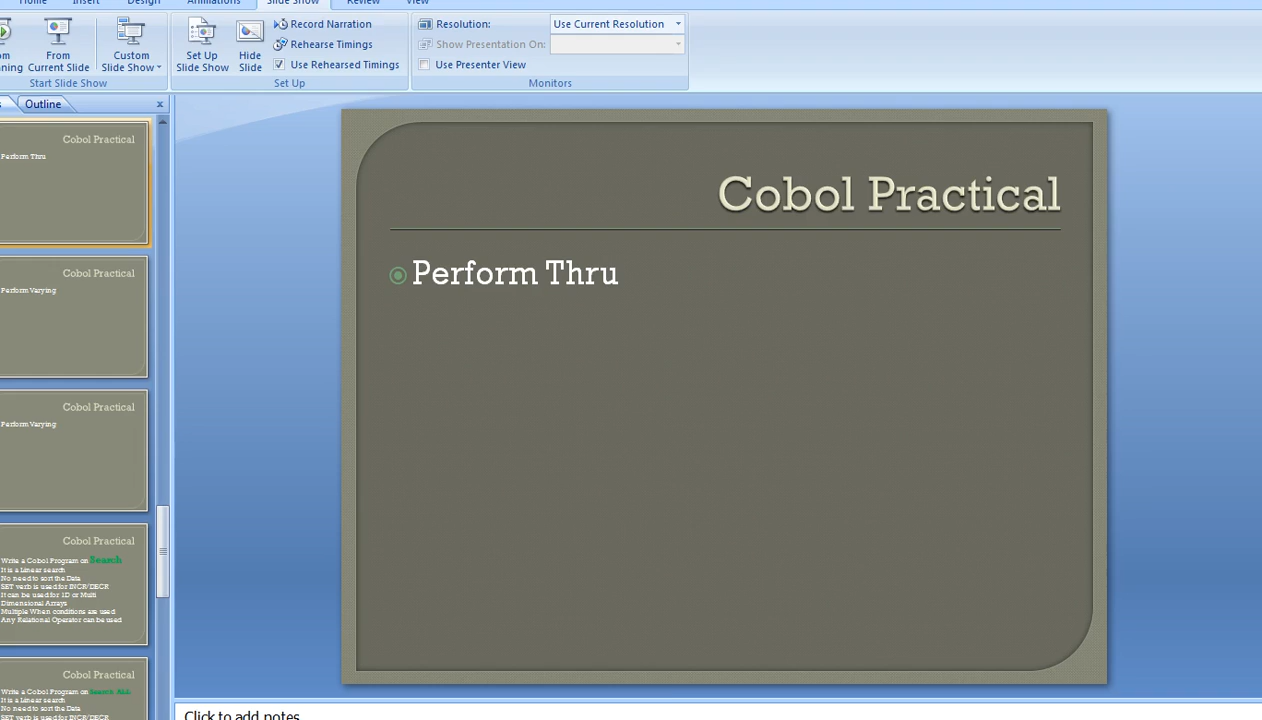 Home Insert Design Animations Slide Show Review View
From Current Slide
Custom Slide Show
Set Up Slide Show
Hide Slide
Record Narration
Rehearse Timings
Use Rehearsed Timings
Resolution: Use Current Resolution
Show Presentation On:
Use Presenter View
Start Slide Show Set Up Monitors
Outline x
Cobol Practical
Perform Thru
Cobol Practical
Perform Varying
Cobol Practical
Perform Varying
Cobol Practical
Write a Cobol Program on Search
It is a Linear search
No need to sort the Data
SET verb is used for INCR/DECR
It can be used for 1D or Multi
Dimensional Arrays
Multiple When conditions are used
Any Relational Operator can be used
Cobol Practical
Write a Cobol Program on Search ALL
It is a Linear search
No need to sort the Data
SET verb is used for INCR/DECR
Cobol Practical
Perform Thru
Click to add notes